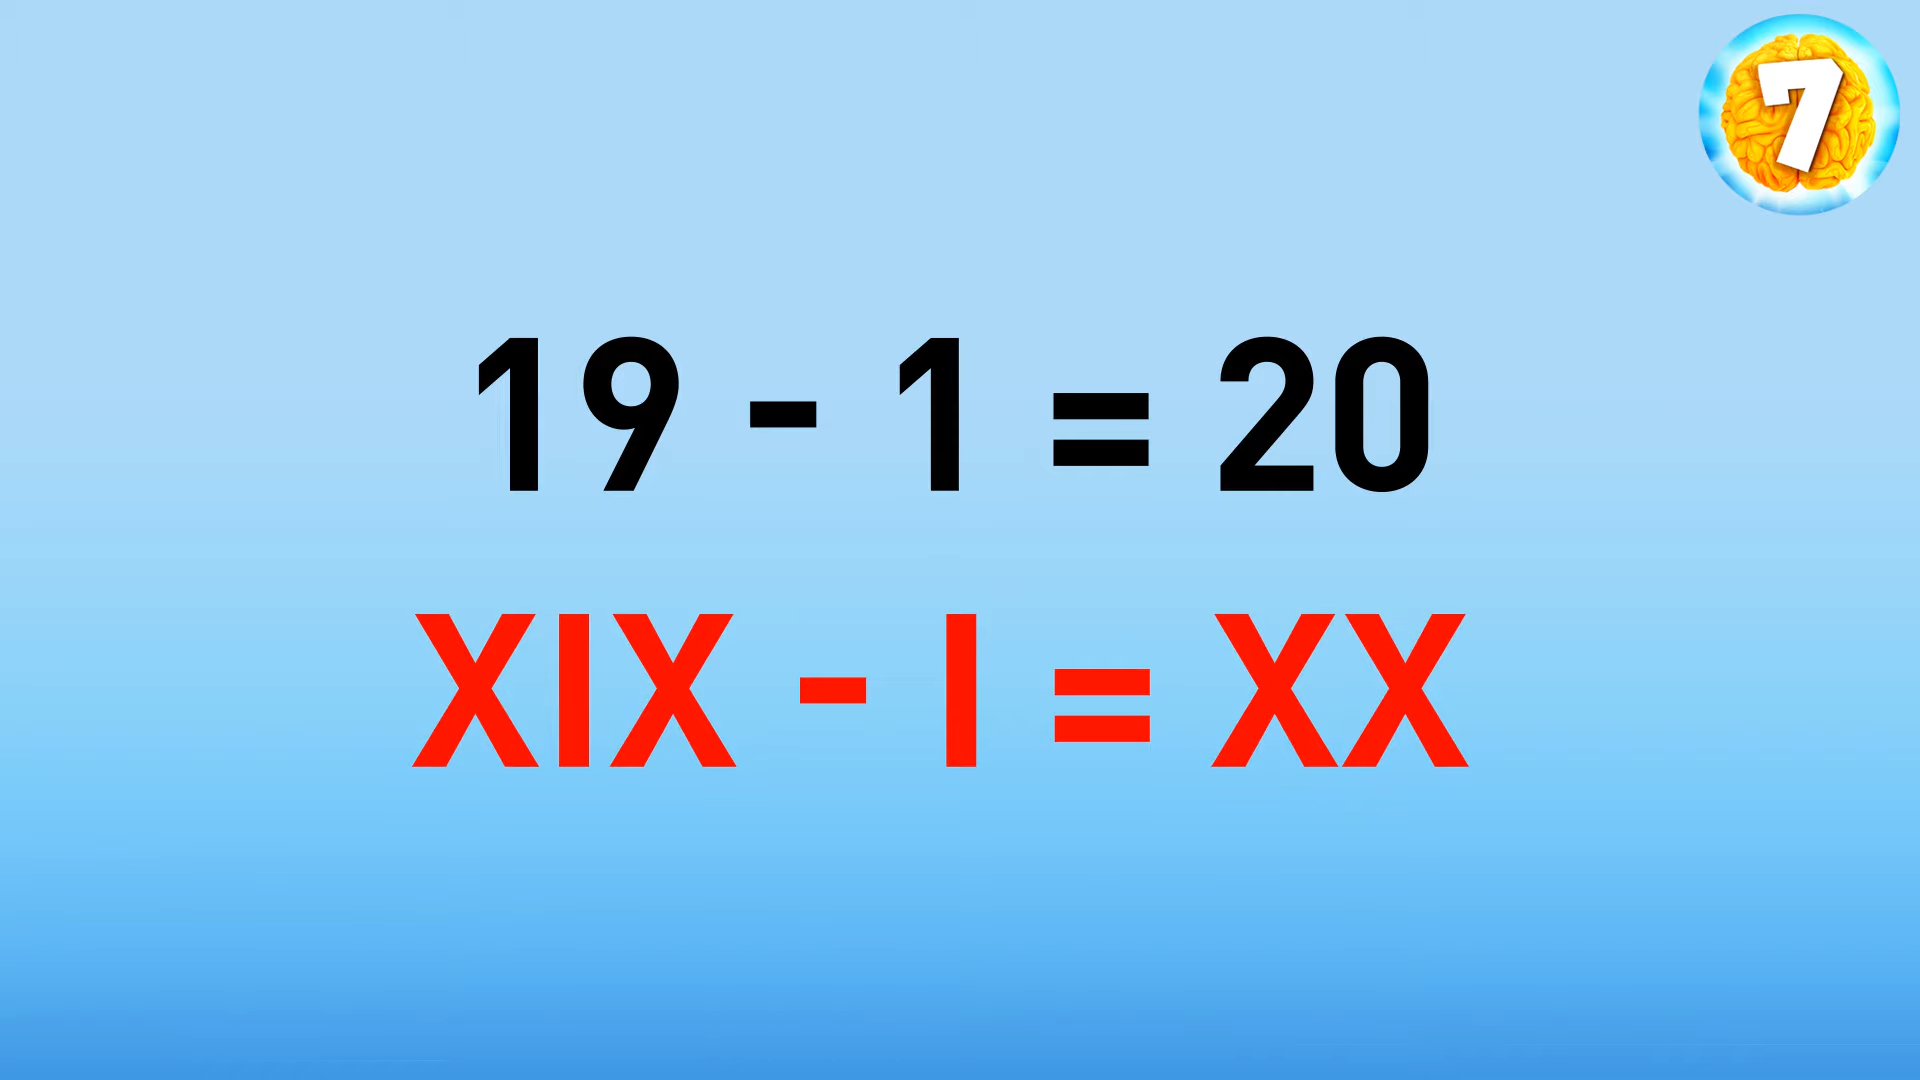 7
19 - 1 = 20
XIX - I = XX